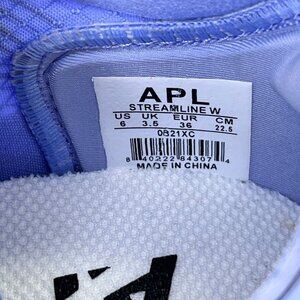 APL
STREAMLINE W
US UK EUR CM
6 3.5 36 22.5
0821XC
8 40222 84307 4
MADE IN CHINA